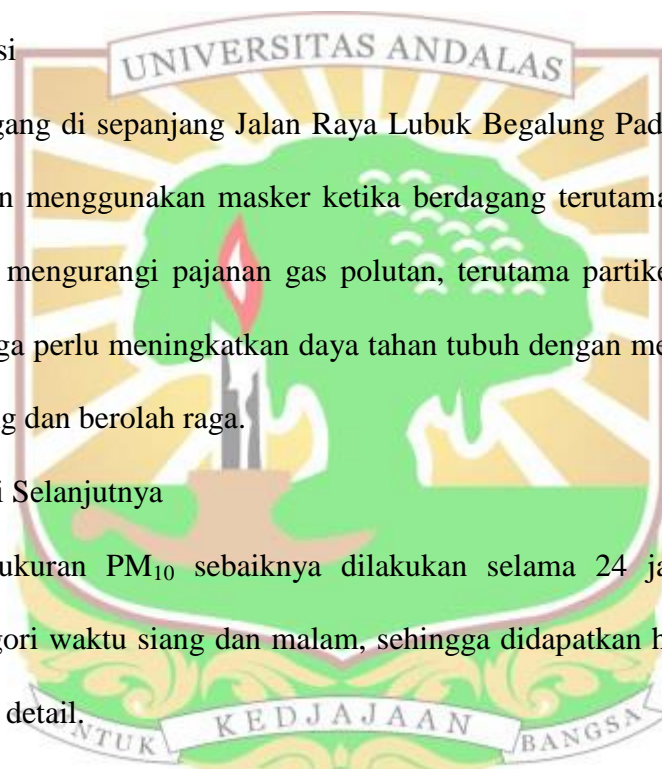 si
UNIVERSITAS ANDALAS
gang di sepanjang Jalan Raya Lubuk Begalung Pad
n menggunakan masker ketika berdagang terutama
mengurangi pajanan gas polutan, terutama partike
ga perlu meningkatkan daya tahan tubuh dengan me
g dan berolah raga.
i Selanjutnya
ukuran PM₁₀ sebaiknya dilakukan selama 24 ja
gori waktu siang dan malam, sehingga didapatkan h
detail.
UNTUK KEDJAJAAN BANGSA